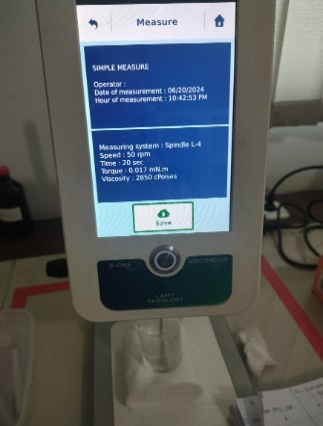 Measure
SIMPLE MEASURE
Operator :
Date of measurement : 06/20/2024
Hour of measurement : 10:42:53 PM
Measuring system : Spindle L-4
Speed : 50 rpm
Time : 20 sec
Torque : 0.017 mN.m
Viscosity : 2850 cPoises
Save
B-ONE
VISCOMETER
LAMY
RHEOLOGY